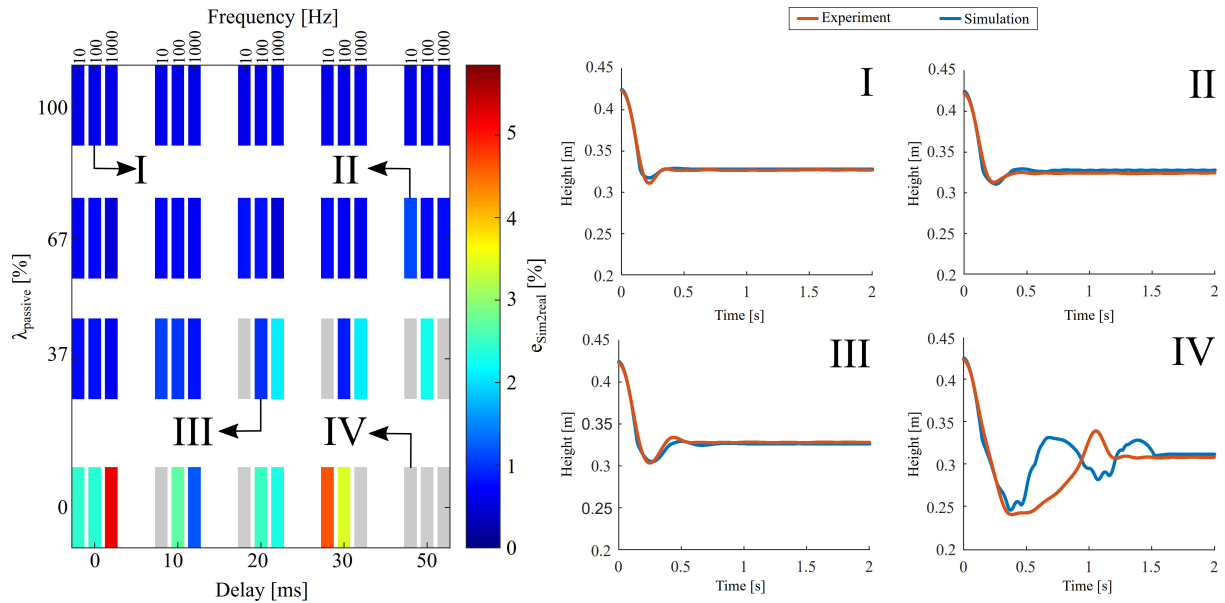 Frequency [Hz]
10 100 1000 10 100 1000 10 100 1000 10 100 1000 10 100 1000
100
67
37
0
λpassive [%]
I
II
III
IV
0 10 20 30 50
Delay [ms]
5
4
3
2
1
0
eSim2real [%]
Experiment Simulation
I
0.45
0.4
0.35
0.3
0.25
0.2
Height [m]
0 0.5 1 1.5 2
Time [s]
II
0.45
0.4
0.35
0.3
0.25
0.2
Height [m]
0 0.5 1 1.5 2
Time [s]
III
0.45
0.4
0.35
0.3
0.25
0.2
Height [m]
0 0.5 1 1.5 2
Time [s]
IV
0.45
0.4
0.35
0.3
0.25
0.2
Height [m]
0 0.5 1 1.5 2
Time [s]